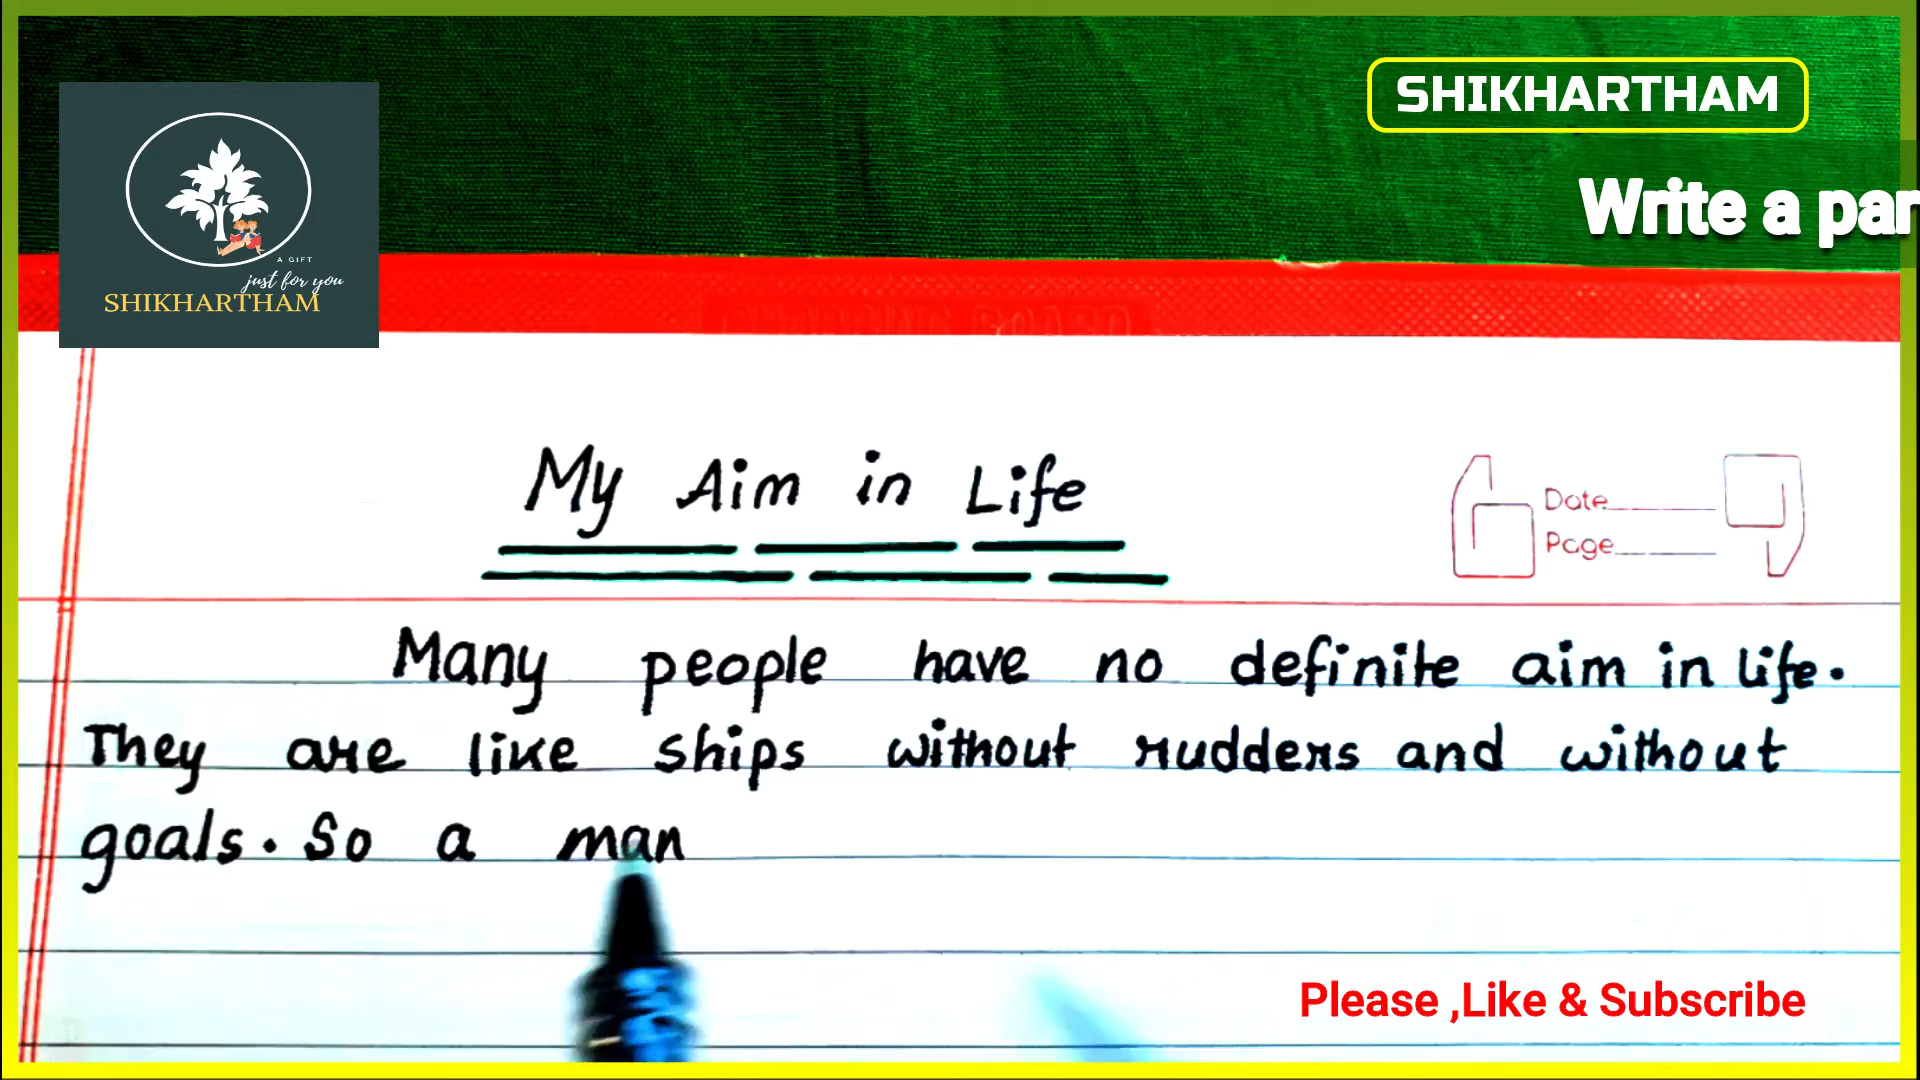 SHIKHARTHAM
Write a par
A GIFT
just for you
SHIKHARTHAM
My Aim in Life
Date
Page
Many people have no definite aim in life.
They are like ships without rudders and without
goals. So a man
Please ,Like & Subscribe